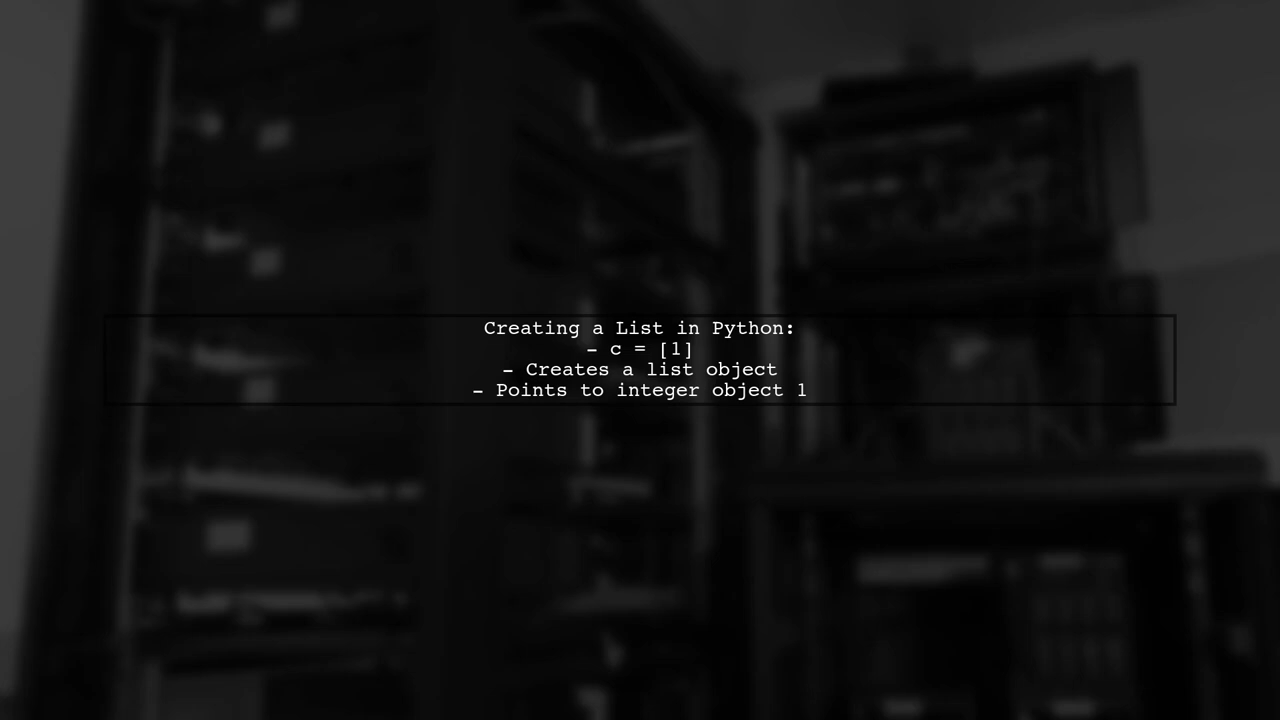 Creating a List in Python:
- c = [1]
- Creates a list object
- Points to integer object 1